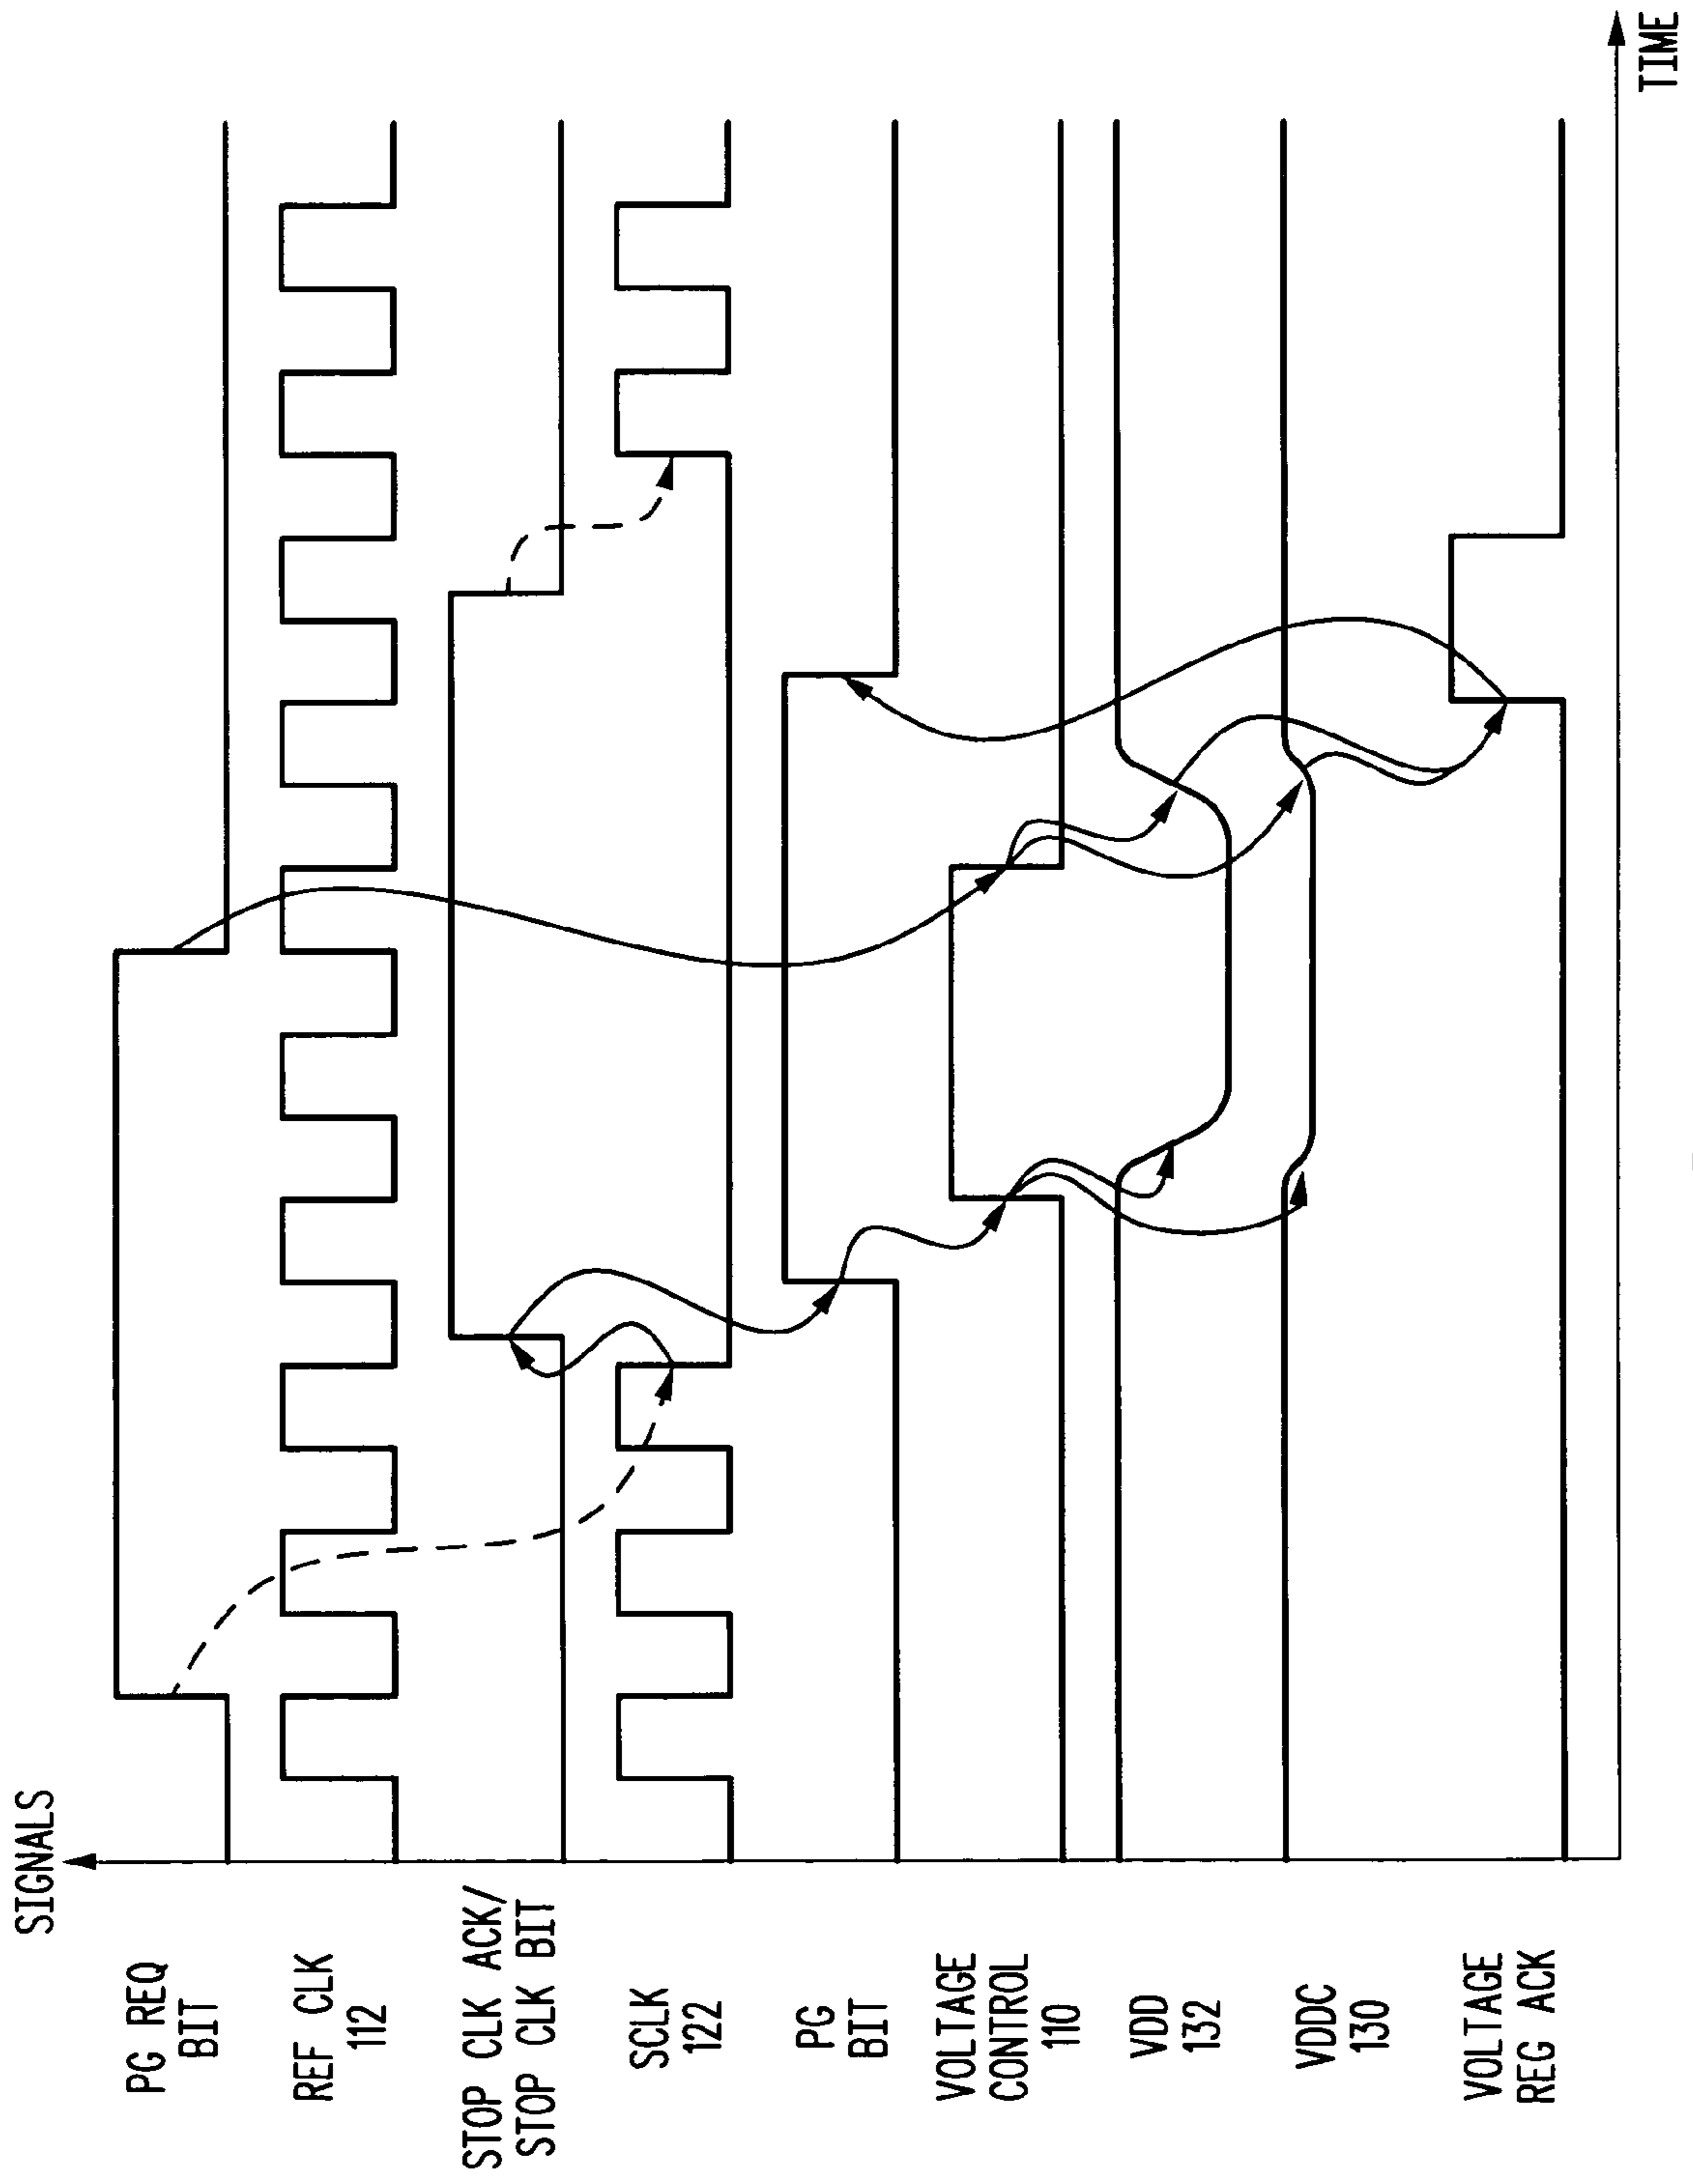 SIGNALS
PG REQ
BIT
REF CLK
112
STOP CLK ACK/
STOP CLK BIT
SCLK
122
PG
BIT
VOLTAGE
CONTROL
110
VDD
132
VDDC
130
VOLTAGE
REG ACK
TIME